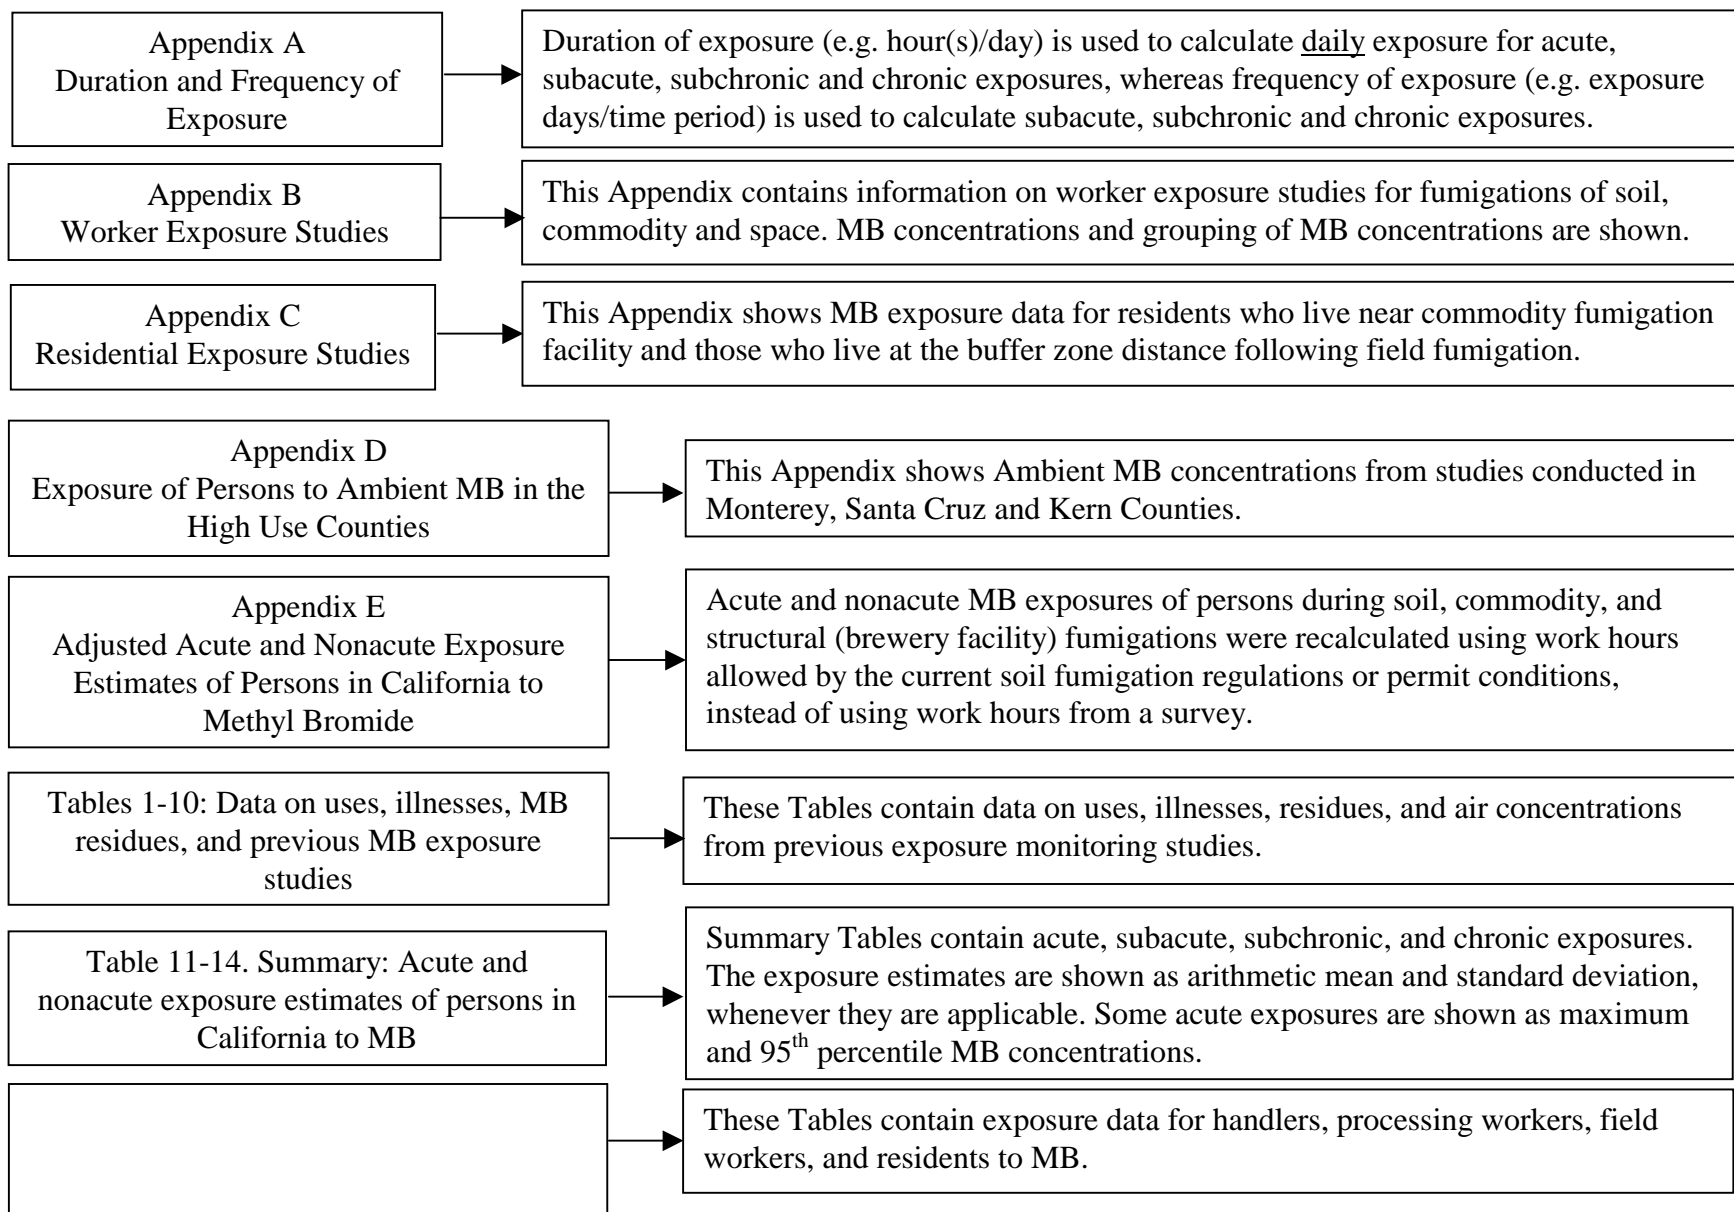 Appendix A
Duration and Frequency of
Exposure
Duration of exposure (e.g. hour(s)/day) is used to calculate daily exposure for acute,
subacute, subchronic and chronic exposures, whereas frequency of exposure (e.g. exposure
days/time period) is used to calculate subacute, subchronic and chronic exposures.
Appendix B
Worker Exposure Studies
This Appendix contains information on worker exposure studies for fumigations of soil,
commodity and space. MB concentrations and grouping of MB concentrations are shown.
Appendix C
Residential Exposure Studies
This Appendix shows MB exposure data for residents who live near commodity fumigation
facility and those who live at the buffer zone distance following field fumigation.
Appendix D
Exposure of Persons to Ambient MB in the
High Use Counties
This Appendix shows Ambient MB concentrations from studies conducted in
Monterey, Santa Cruz and Kern Counties.
Appendix E
Adjusted Acute and Nonacute Exposure
Estimates of Persons in California to
Methyl Bromide
Acute and nonacute MB exposures of persons during soil, commodity, and
structural (brewery facility) fumigations were recalculated using work hours
allowed by the current soil fumigation regulations or permit conditions,
instead of using work hours from a survey.
Tables 1-10: Data on uses, illnesses, MB
residues, and previous MB exposure
studies
These Tables contain data on uses, illnesses, residues, and air concentrations
from previous exposure monitoring studies.
Table 11-14. Summary: Acute and
nonacute exposure estimates of persons in
California to MB
Summary Tables contain acute, subacute, subchronic, and chronic exposures.
The exposure estimates are shown as arithmetic mean and standard deviation,
whenever they are applicable. Some acute exposures are shown as maximum
and 95th percentile MB concentrations.
These Tables contain exposure data for handlers, processing workers, field
workers, and residents to MB.